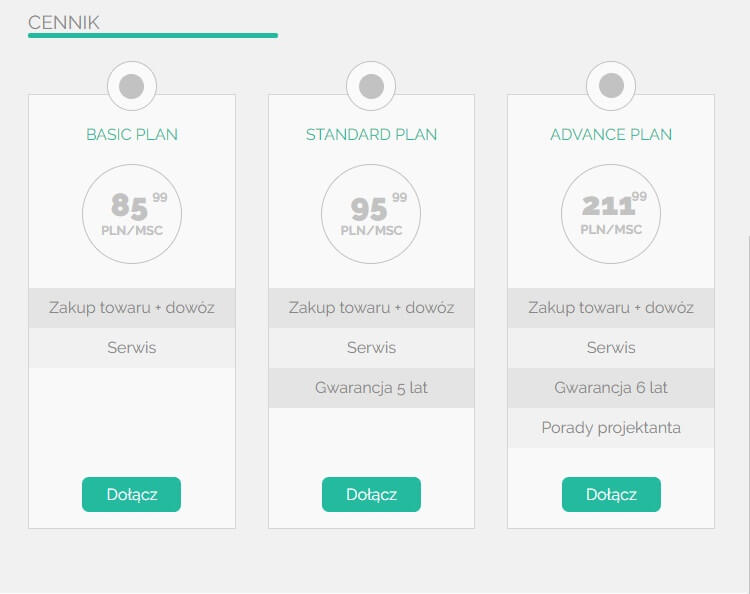 CENNIK
BASIC PLAN
85 99
PLN/MSC
Zakup towaru + dowóz
Serwis
Dołącz
STANDARD PLAN
95 99
PLN/MSC
Zakup towaru + dowóz
Serwis
Gwarancja 5 lat
Dołącz
ADVANCE PLAN
211 99
PLN/MSC
Zakup towaru + dowóz
Serwis
Gwarancja 6 lat
Porady projektanta
Dołącz